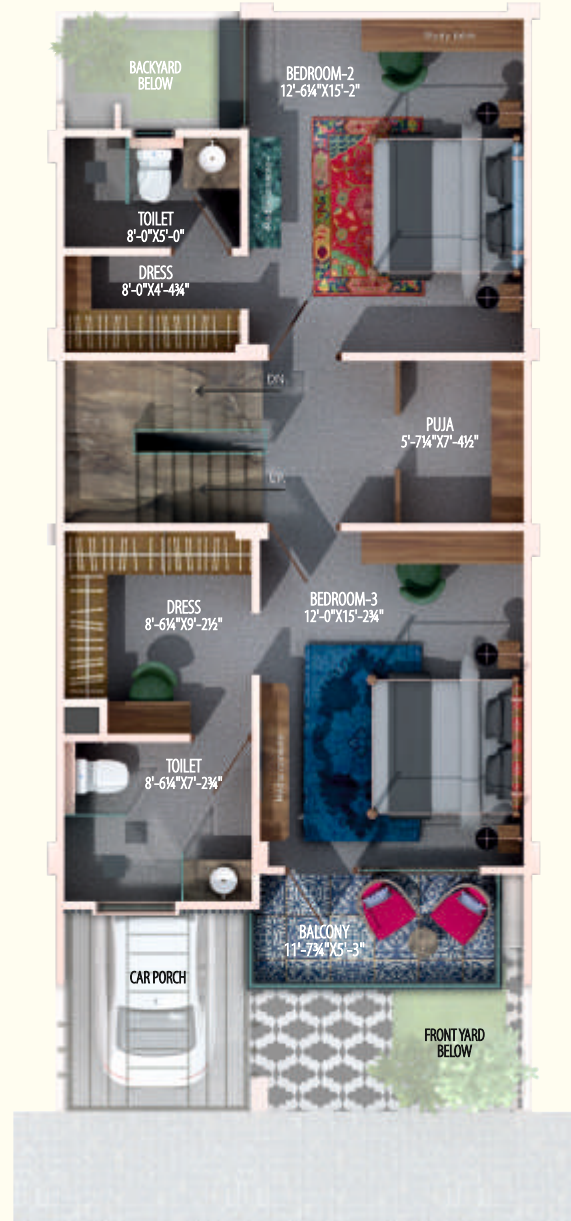 Study table
BACKYARD
BELOW
BEDROOM-2
12'-6¼"X15'-2"
TOILET
8'-0"X5'-0"
DRESS
8'-0"X4'-4¾"
DN.
PUJA
5'-7¼"X7'-4½"
UP.
DRESS
8'-6¼"X9'-2½"
BEDROOM-3
12'-0"X15'-2¾"
TOILET
8'-6¼"X7'-2¾"
BALCONY
11'-7¾"X5'-3"
CAR PORCH
FRONT YARD
BELOW